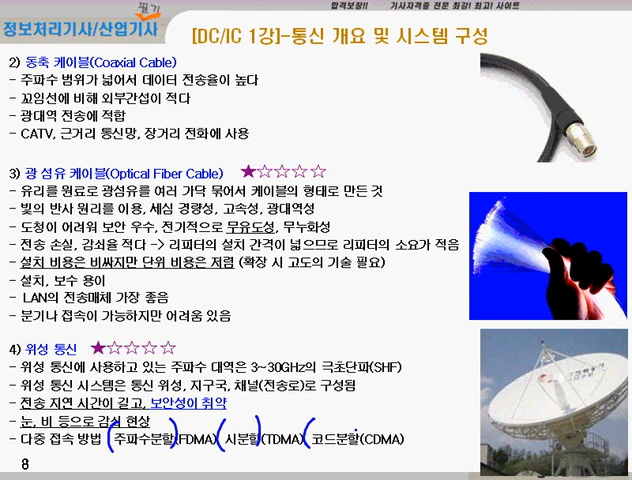 합격보장!! 기사자격증 전문 최강! 최고! 사이트
필기
정보처리기사/산업기사
[DC/IC 1강]-통신 개요 및 시스템 구성
2) 동축 케이블(Coaxial Cable)
- 주파수 범위가 넓어서 데이터 전송율이 높다
- 꼬임선에 비해 외부간섭이 적다
- 광대역 전송에 적합
- CATV, 근거리 통신망, 장거리 전화에 사용
3) 광 섬유 케이블(Optical Fiber Cable) ★☆☆☆☆
- 유리를 원료로 광섬유를 여러 가닥 묶어서 케이블의 형태로 만든 것
- 빛의 반사 원리를 이용, 세심 경량성, 고속성, 광대역성
- 도청이 어려워 보안 우수, 전기적으로 무유도성, 무누화성
- 전송 손실, 감쇠율 적다 -> 리피터의 설치 간격이 넓으므로 리피터의 소요가 적음
- 설치 비용은 비싸지만 단위 비용은 저렴 (확장 시 고도의 기술 필요)
- 설치, 보수 용이
- LAN의 전송매체 가장 좋음
- 분기나 접속이 가능하지만 어려움 있음
4) 위성 통신 ★☆☆☆☆
- 위성 통신에 사용하고 있는 주파수 대역은 3~30GHz의 극초단파(SHF)
- 위성 통신 시스템은 통신 위성, 지구국, 채널(전송로)로 구성됨
- 전송 지연 시간이 길고, 보안성이 취약
- 눈, 비 등으로 감쇠 현상
- 다중 접속 방법 (주파수분할(FDMA), 시분할(TDMA), 코드분할(CDMA)
8